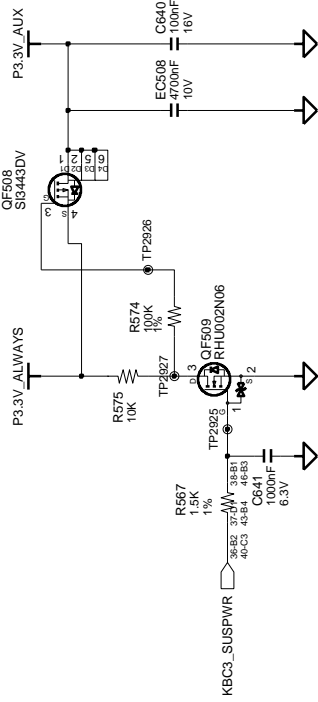 P3.3V_AUX
C640
100nF
16V
EC508
4700nF
10V
QF508
SI3443DV
D1
D2
D3
D4
1
2
5
6
G
3
S
4
TP2926
P3.3V_ALWAYS
R574
100K
1%
R575
10K
TP2927
QF509
RHU002N06
D
3
G
1
S
2
TP2925
R567
1.5K
1%
36-B2
37-D1
38-B1
40-C3
43-B4
46-B3
C641
1000nF
6.3V
KBC3_SUSPWR